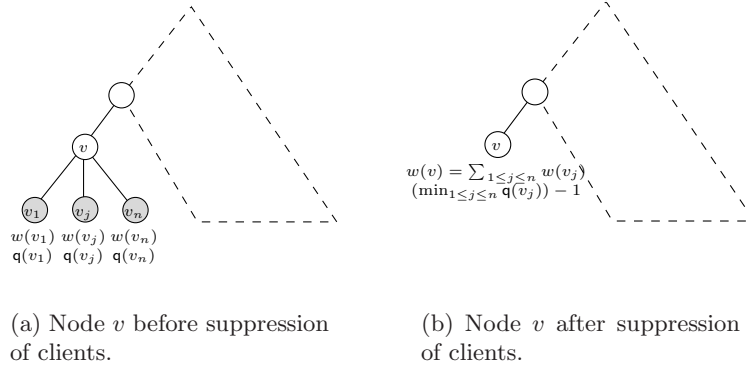 v
v₁ vⱼ vₙ
w(v₁) w(vⱼ) w(vₙ)
q(v₁) q(vⱼ) q(vₙ)
(a) Node v before suppression
of clients.
v
w(v) = ∑₁≤ⱼ≤ₙ w(vⱼ)
(min₁≤ⱼ≤ₙ q(vⱼ)) − 1
(b) Node v after suppression
of clients.